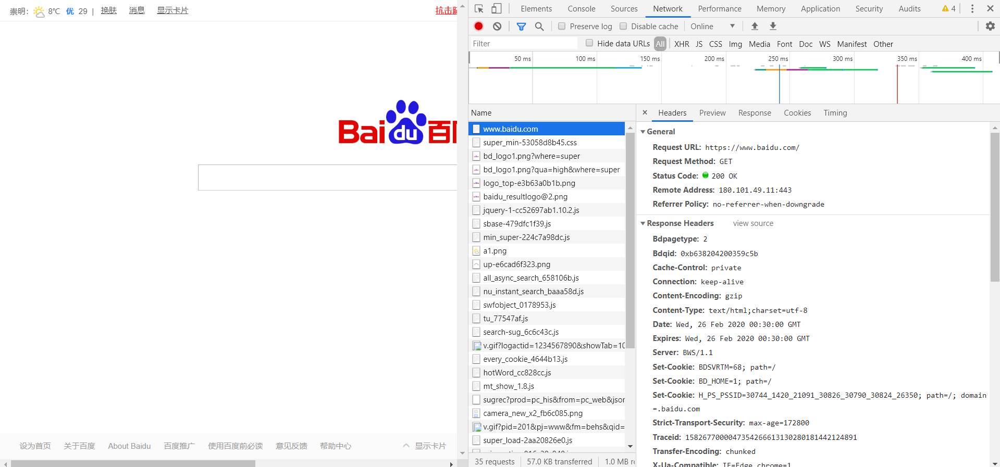 崇明: 8℃ 优 29 | 换肤 消息 显示卡片
Bai du 百
设为首页 关于百度 About Baidu 百度推广 使用百度前必读 意见反馈 帮助中心 显示卡片
Elements Console Sources Network Performance Memory Application Security Audits 4
Preserve log Disable cache Online
Filter Hide data URLs All XHR JS CSS Img Media Font Doc WS Manifest Other
50 ms 100 ms 150 ms 200 ms 250 ms 300 ms 350 ms 400 ms
Name
www.baidu.com
super_min-53058d8b45.css
bd_logo1.png?where=super
bd_logo1.png?qua=high&where=super
logo_top-e3b63a0b1b.png
baidu_resultlogo@2.png
jquery-1-cc52697ab1.10.2.js
sbase-479dfc1f39.js
min_super-224c7a98dc.js
a1.png
up-e6cad6f323.png
all_async_search_658106b.js
nu_instant_search_baaa58d.js
swfobject_0178953.js
tu_77547af.js
search-sug_6c6c43c.js
v.gif?logactid=1234567890&showTab=10
every_cookie_4644b13.js
hotWord_cc828cc.js
mt_show_1.8.js
sugrec?prod=pc_his&from=pc_web&json
camera_new_x2_fb6c085.png
v.gif?pid=201&pj=www&fm=behs&qid=
super_load-2aa20826e0.js
35 requests 57.0 KB transferred 1.0 MB re
× Headers Preview Response Cookies Timing
General
Request URL: https://www.baidu.com/
Request Method: GET
Status Code: 200 OK
Remote Address: 180.101.49.11:443
Referrer Policy: no-referrer-when-downgrade
Response Headers view source
Bdpagetype: 2
Bdqid: 0xb638204200359c5b
Cache-Control: private
Connection: keep-alive
Content-Encoding: gzip
Content-Type: text/html;charset=utf-8
Date: Wed, 26 Feb 2020 00:30:00 GMT
Expires: Wed, 26 Feb 2020 00:30:00 GMT
Server: BWS/1.1
Set-Cookie: BDSVRTM=68; path=/
Set-Cookie: BD_HOME=1; path=/
Set-Cookie: H_PS_PSSID=30744_1420_21091_30826_30790_30824_26350; path=/; domain
=.baidu.com
Strict-Transport-Security: max-age=172800
Traceid: 1582677000047354266613130280181442124891
Transfer-Encoding: chunked
X-Ua-Compatible: IE=Edge,chrome=1